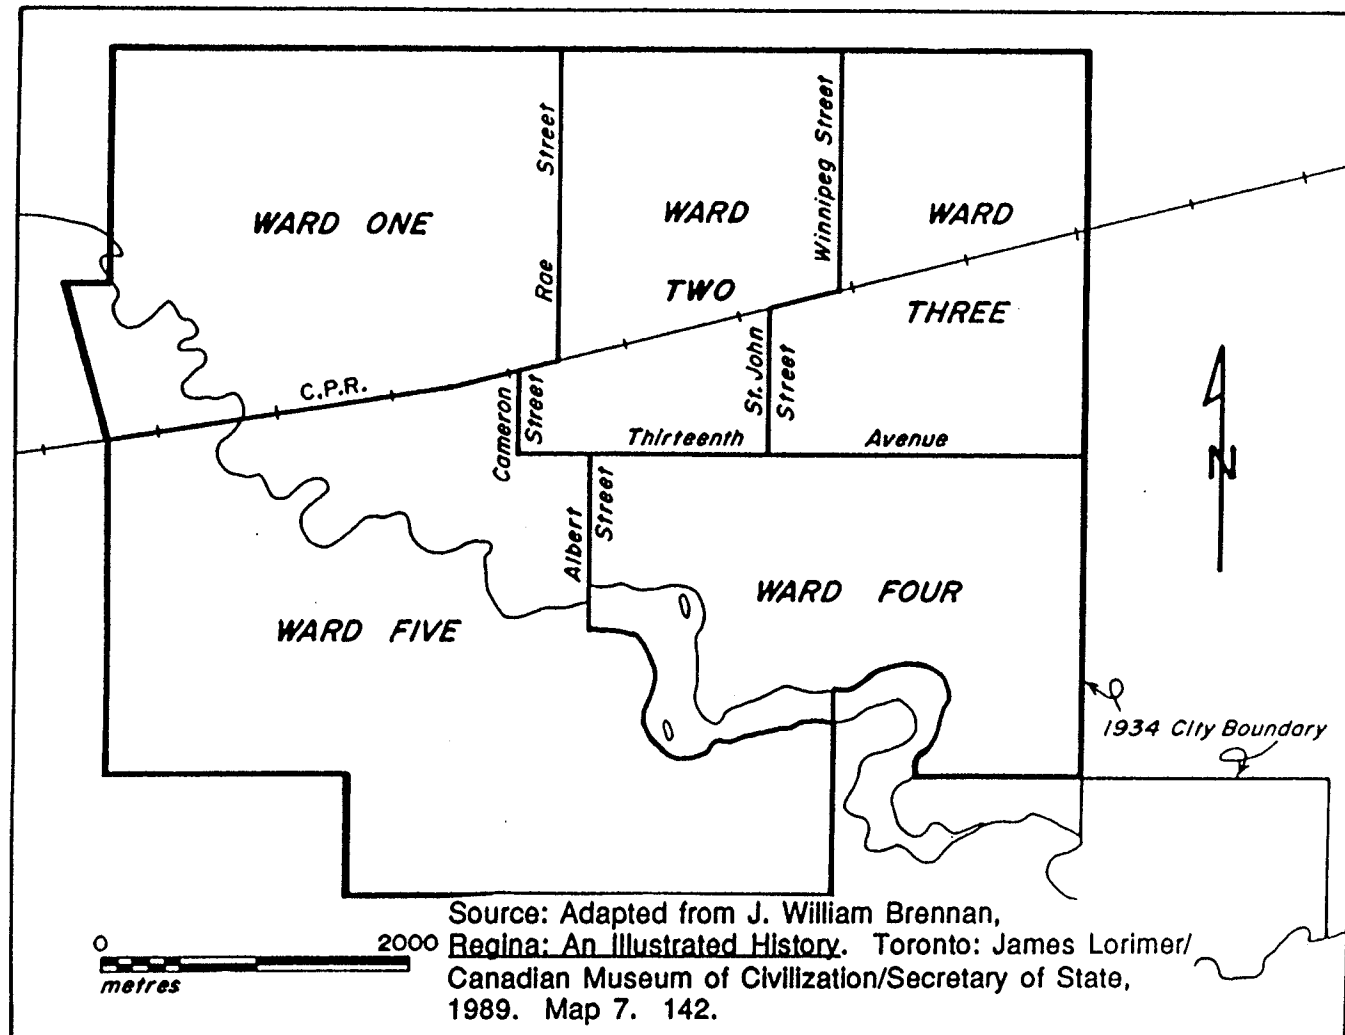 WARD ONE
Rae Street
WARD
TWO
Winnipeg Street
WARD
THREE
C.P.R.
Cameron
Street
St. John
Street
Thirteenth Avenue
Albert
Street
N
WARD FOUR
WARD FIVE
1934 City Boundary
0 2000
metres
Source: Adapted from J. William Brennan,
Regina: An Illustrated History. Toronto: James Lorimer/
Canadian Museum of Civilization/Secretary of State,
1989. Map 7. 142.